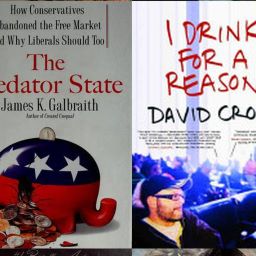 How Conservatives
bandoned the Free Market
d Why Liberals Should Too
The
edator State
James K. Galbraith
Author of Created Unequal
I DRINK
FOR A
REASON
DAVID CRO